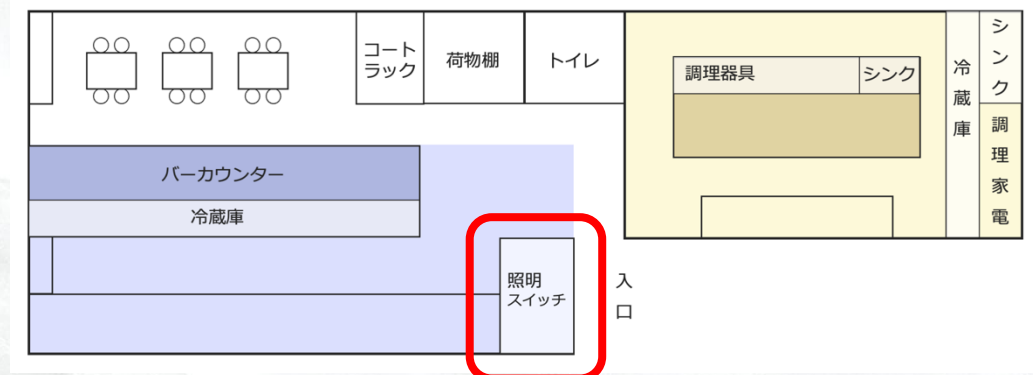 コート
ラック
荷物棚
トイレ
調理器具
シンク
冷蔵庫
シンク
調理家電
バーカウンター
冷蔵庫
照明
スイッチ
入口